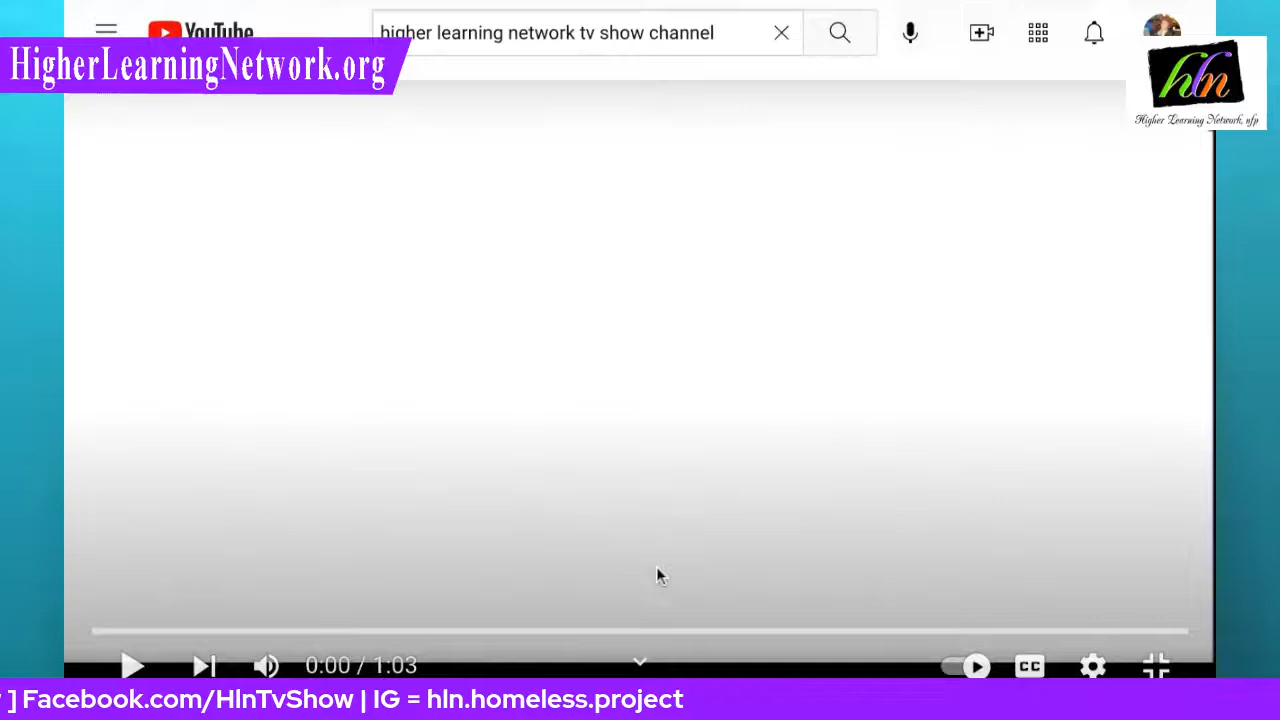 YouTube
higher learning network tv show channel
HigherLearningNetwork.org
hln
Higher Learning Network, nfp
0:00 / 1:03
CC
] Facebook.com/HlnTvShow | IG = hln.homeless.project